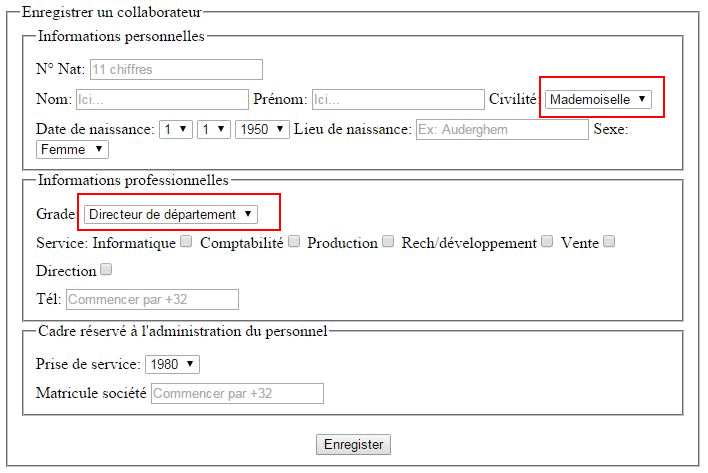 Enregistrer un collaborateur
Informations personnelles
N° Nat: 11 chiffres
Nom: Ici... Prénom: Ici... Civilité: Mademoiselle
Date de naissance: 1 1 1950 Lieu de naissance: Ex: Auderghem Sexe:
Femme
Informations professionnelles
Grade: Directeur de département
Service: Informatique Comptabilité Production Rech/développement Vente
Direction
Tél: Commencer par +32
Cadre réservé à l'administration du personnel
Prise de service: 1980
Matricule société Commencer par +32
Enregister